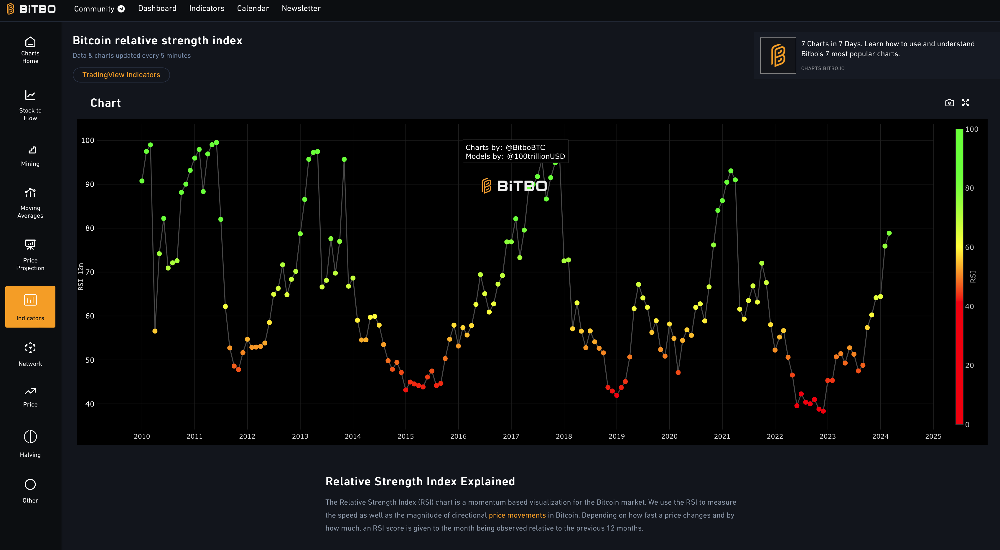 BiTBO
Community
Dashboard
Indicators
Calendar
Newsletter
Charts
Home
Stock to
Flow
Mining
Moving
Averages
Price
Projection
Indicators
Network
Price
Halving
Other
Bitcoin relative strength index
Data & charts updated every 5 minutes
TradingView Indicators
7 Charts in 7 Days. Learn how to use and understand
Bitbo's 7 most popular charts.
CHARTS.BITBO.IO
Chart
100
90
80
70
60
50
40
RSI 12m
Charts by: @BitboBTC
Models by: @100trillionUSD
BiTBO
2010
2011
2012
2013
2014
2015
2016
2017
2018
2019
2020
2021
2022
2023
2024
2025
100
80
60
40
20
0
RSI
Relative Strength Index Explained
The Relative Strength Index (RSI) chart is a momentum based visualization for the Bitcoin market. We use the RSI to measure
the speed as well as the magnitude of directional price movements in Bitcoin. Depending on how fast a price changes and by
how much, an RSI score is given to the month being observed relative to the previous 12 months.